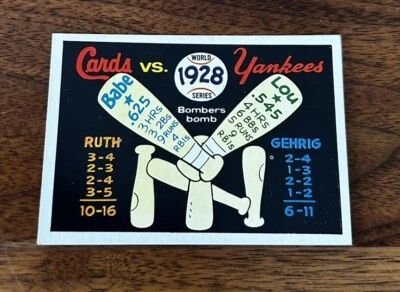 Cards vs. Yankees
WORLD
1928
SERIES
Bombers
bomb
Babe
.625
3 HRs
3 2Bs
9 RUNS
4 RBIs
Lou
.545
4 HRs
6 BBs
5 RUNS
9 RBIs
RUTH
3-4
2-3
2-4
3-5
10-16
GEHRIG
2-4
1-3
2-2
1-2
6-11